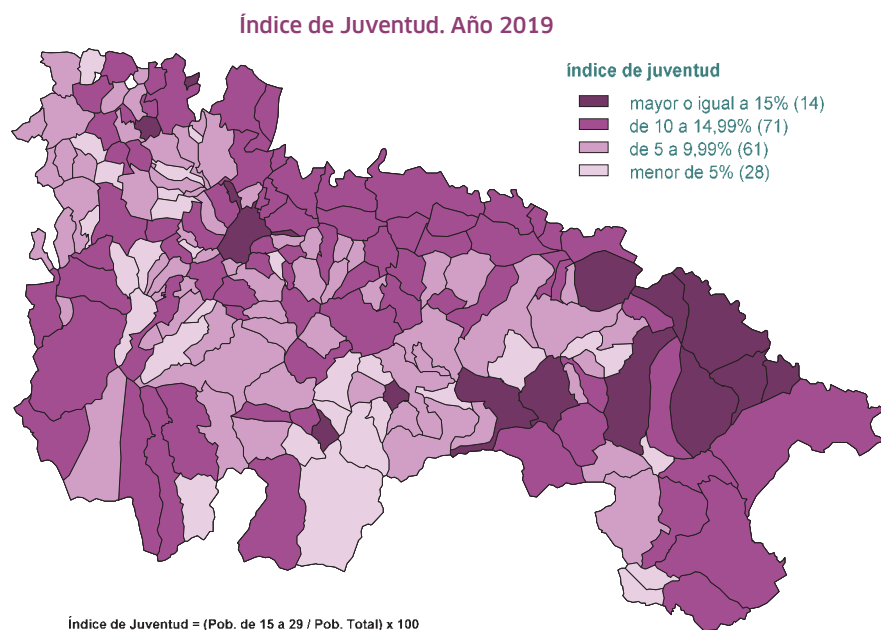 Índice de Juventud. Año 2019
índice de juventud
mayor o igual a 15% (14)
de 10 a 14,99% (71)
de 5 a 9,99% (61)
menor de 5% (28)
Índice de Juventud = (Pob. de 15 a 29 / Pob. Total) x 100